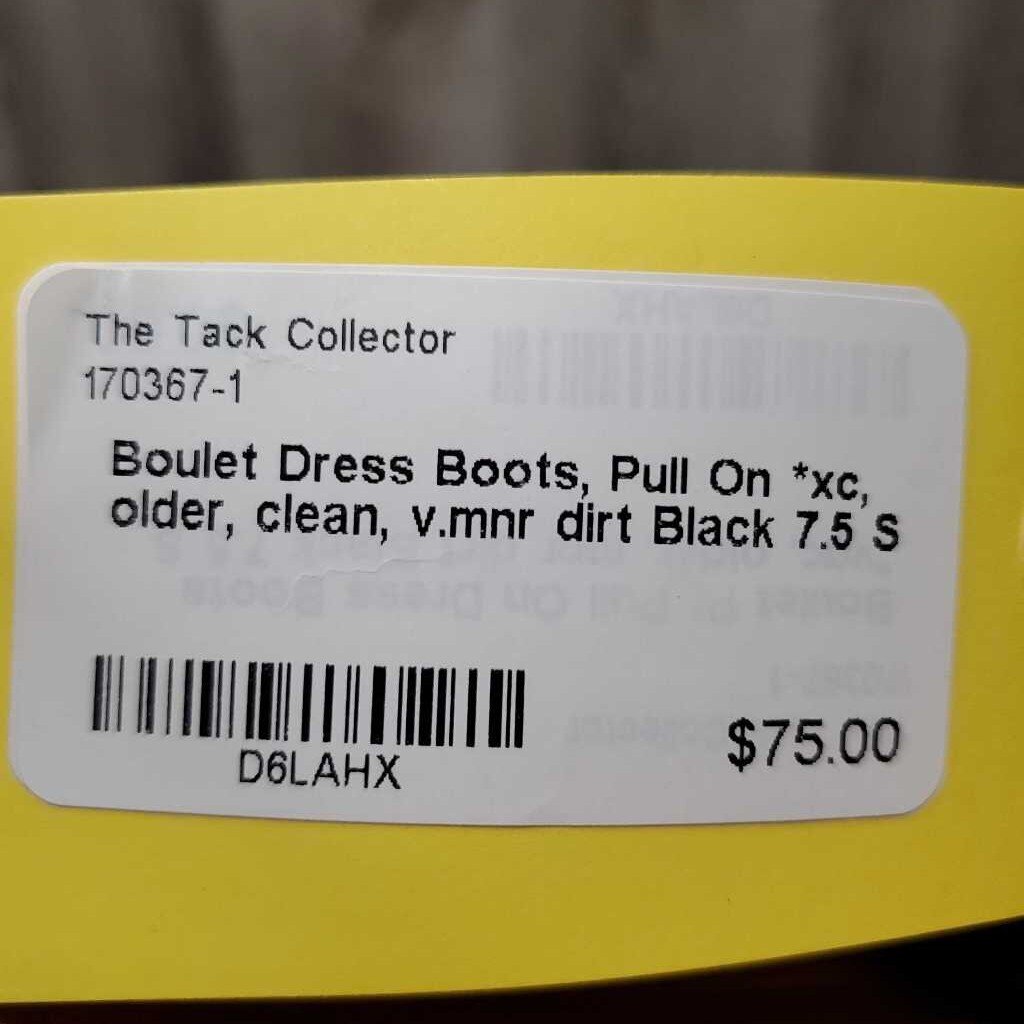 The Tack Collector
170367-1
Boulet Dress Boots, Pull On *xc,
older, clean, v.mnr dirt Black 7.5 S
D6LAHX
$75.00